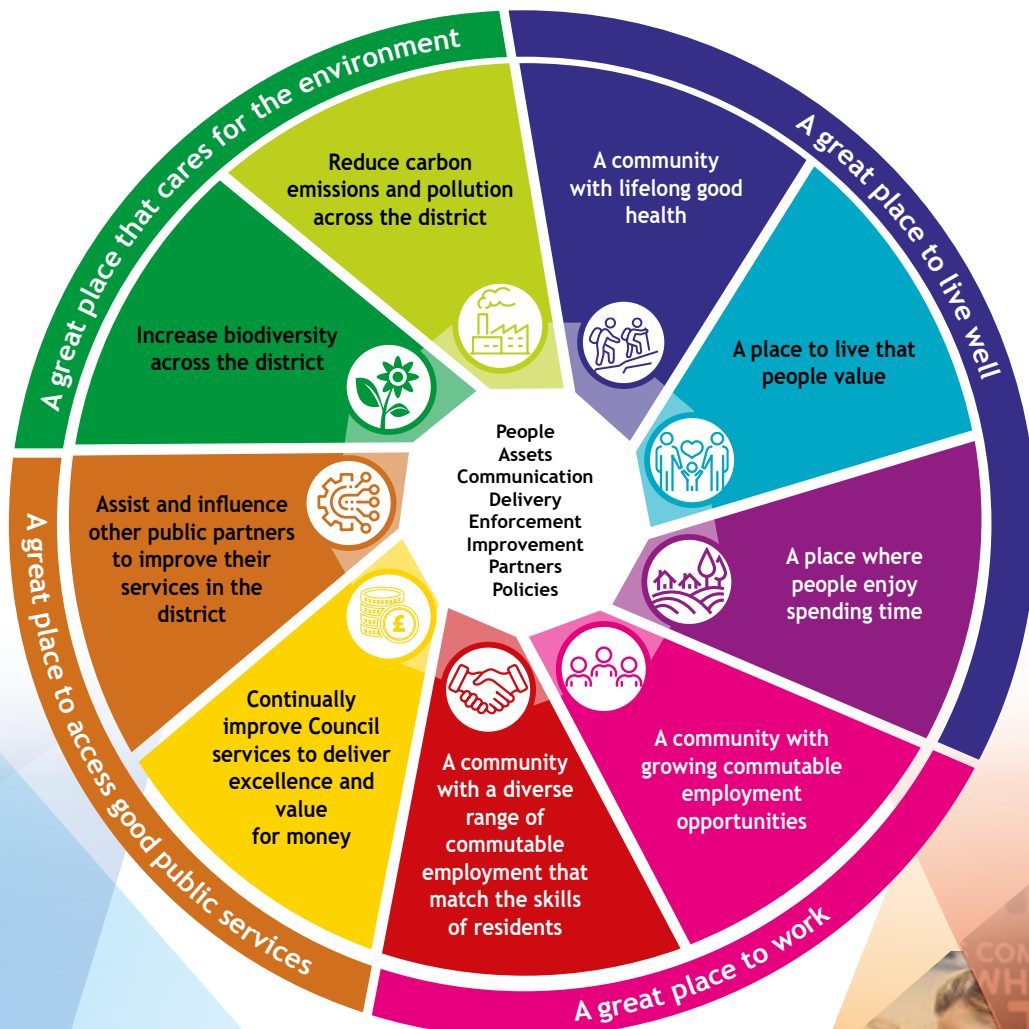 A great place that cares for the environment
A great place to live well
Reduce carbon
emissions and pollution
across the district
A community
with lifelong good
health
Increase biodiversity
across the district
A place to live that
people value
People
Assets
Communication
Delivery
Enforcement
Improvement
Partners
Policies
Assist and influence
other public partners
to improve their
services in the
district
A place where
people enjoy
spending time
£
Continually
improve Council
services to deliver
excellence and
value
for money
A community
with a diverse
range of
commutable
employment that
match the skills
of residents
A community with
growing commutable
employment
opportunities
A great place to access good public services
A great place to work